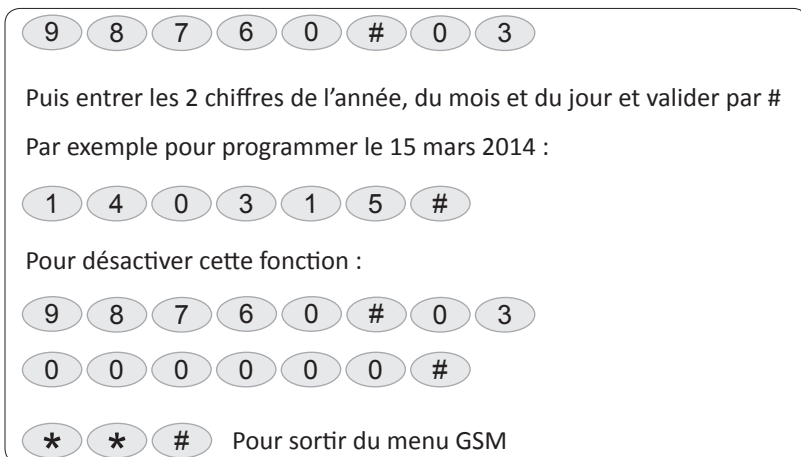 9 8 7 6 0 # 0 3
Puis entrer les 2 chiffres de l’année, du mois et du jour et valider par #
Par exemple pour programmer le 15 mars 2014 :
1 4 0 3 1 5 #
Pour désactiver cette fonction :
9 8 7 6 0 # 0 3
0 0 0 0 0 0 #
* * # Pour sortir du menu GSM